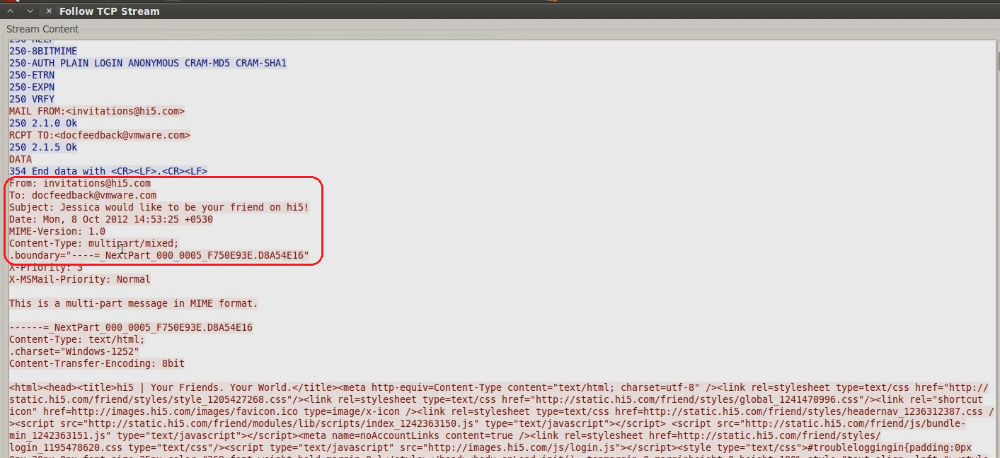 Follow TCP Stream
Stream Content
250-HELP
250-8BITMIME
250-AUTH PLAIN LOGIN ANONYMOUS CRAM-MD5 CRAM-SHA1
250-ETRN
250-EXPN
250 VRFY
MAIL FROM:<invitations@hi5.com>
250 2.1.0 Ok
RCPT TO:<docfeedback@vmware.com>
250 2.1.5 Ok
DATA
354 End data with <CR><LF>.<CR><LF>
From: invitations@hi5.com
To: docfeedback@vmware.com
Subject: Jessica would like to be your friend on hi5!
Date: Mon, 8 Oct 2012 14:53:25 +0530
MIME-Version: 1.0
Content-Type: multipart/mixed;
.boundary="----=_NextPart_000_0005_F750E93E.D8A54E16"
X-Priority: 3
X-MSMail-Priority: Normal
This is a multi-part message in MIME format.
------=_NextPart_000_0005_F750E93E.D8A54E16
Content-Type: text/html;
.charset="Windows-1252"
Content-Transfer-Encoding: 8bit
<html><head><title>hi5 | Your Friends. Your World.</title><meta http-equiv=Content-Type content="text/html; charset=utf-8" /><link rel=stylesheet type=text/css href="http://
static.hi5.com/friend/styles/style_1205427268.css"/><link rel=stylesheet type=text/css href="http://static.hi5.com/friend/styles/global_1241470996.css"/><link rel="shortcut
icon" href=http://images.hi5.com/images/favicon.ico type=image/x-icon /><link rel=stylesheet type=text/css href=http://static.hi5.com/friend/styles/headernav_1236312387.css /
><script src="http://static.hi5.com/friend/modules/lib/scripts/index_1242363150.js" type="text/javascript"></script> <script src="http://static.hi5.com/friend/js/bundle-
min_1242363151.js" type="text/javascript"></script><meta name=noAccountLinks content=true /><link rel=stylesheet href=http://static.hi5.com/friend/styles/
login_1195478620.css type="text/css"/><script type="text/javascript" src="http://images.hi5.com/js/login.js"></script><style type="text/css">#troubleloggingin{padding:0px